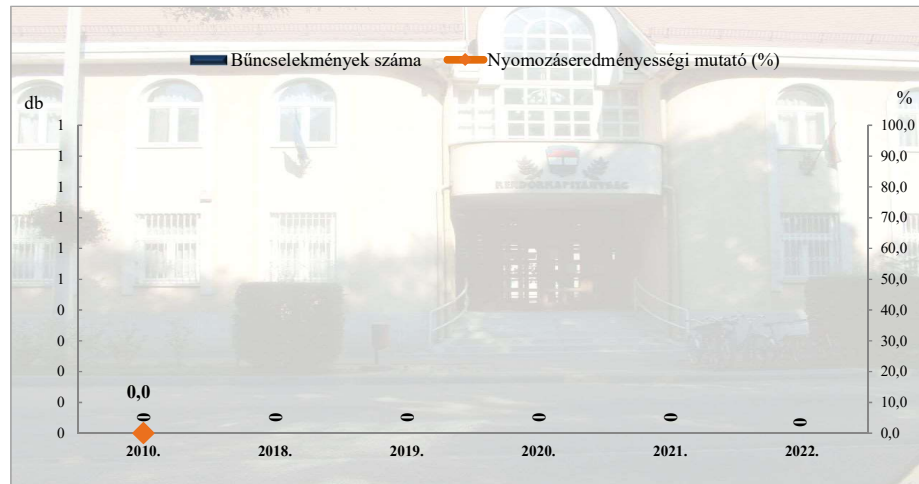 Bűncselekmények száma Nyomozáseredményességi mutató (%)
db %
1 100,0
1 90,0
1 80,0
1 70,0
1 60,0
1 50,0
0 40,0
0 30,0
0 20,0
0 10,0
0 0,0
RENDŐRKAPITÁNYSÁG
0,0
0 0 0 0 0 0
2010. 2018. 2019. 2020. 2021. 2022.